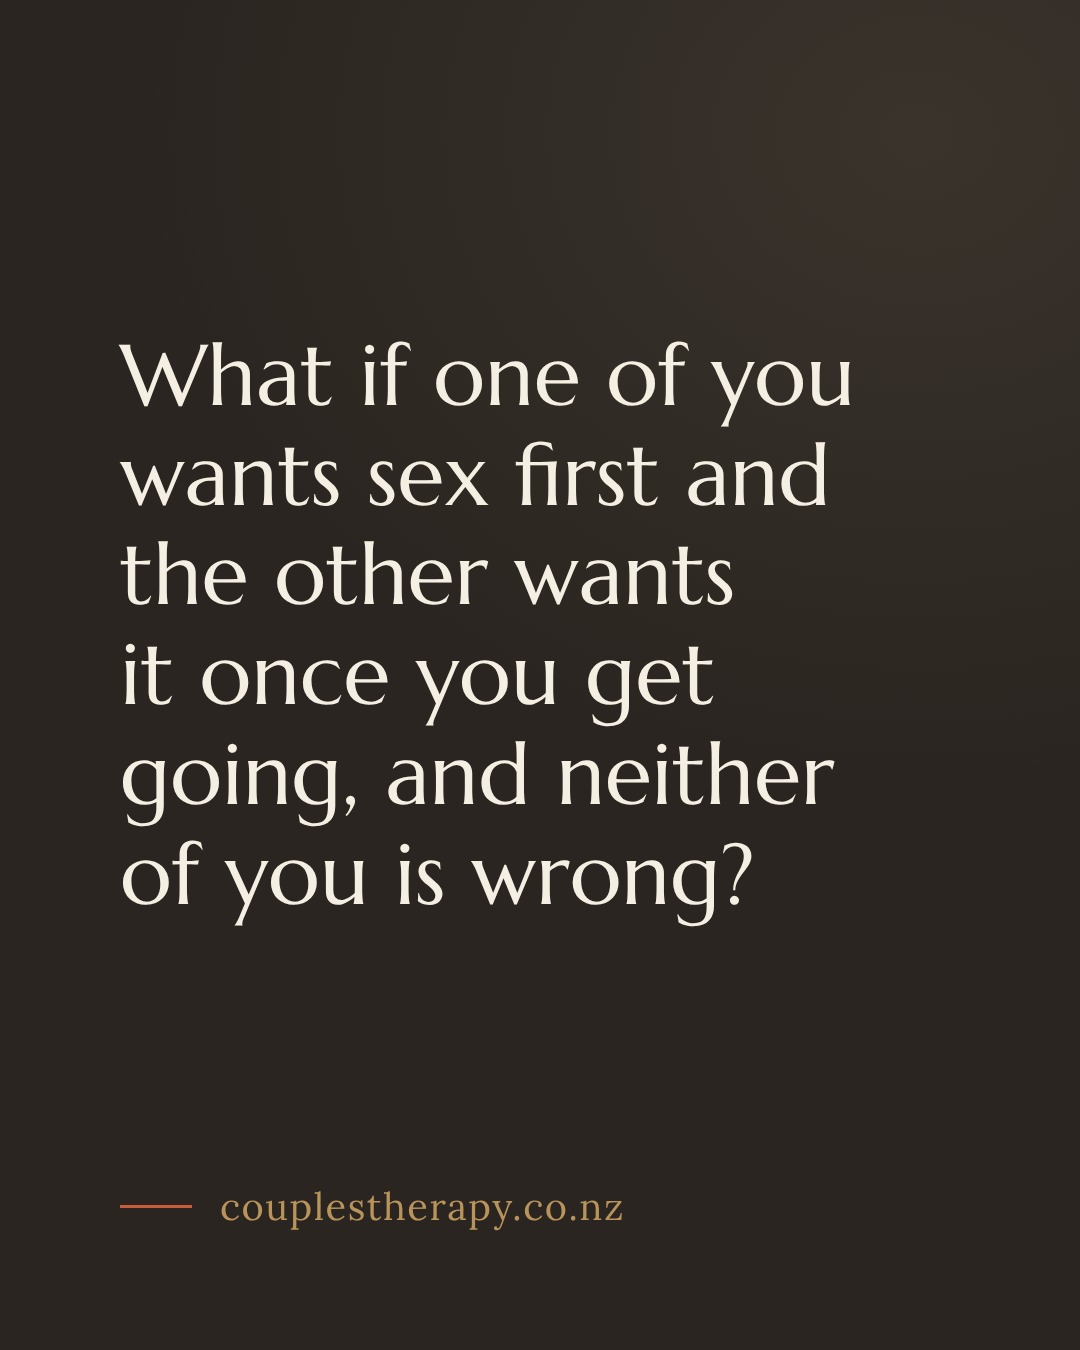 What if one of you
wants sex first and
the other wants
it once you get
going, and neither
of you is wrong?
couplestherapy.co.nz